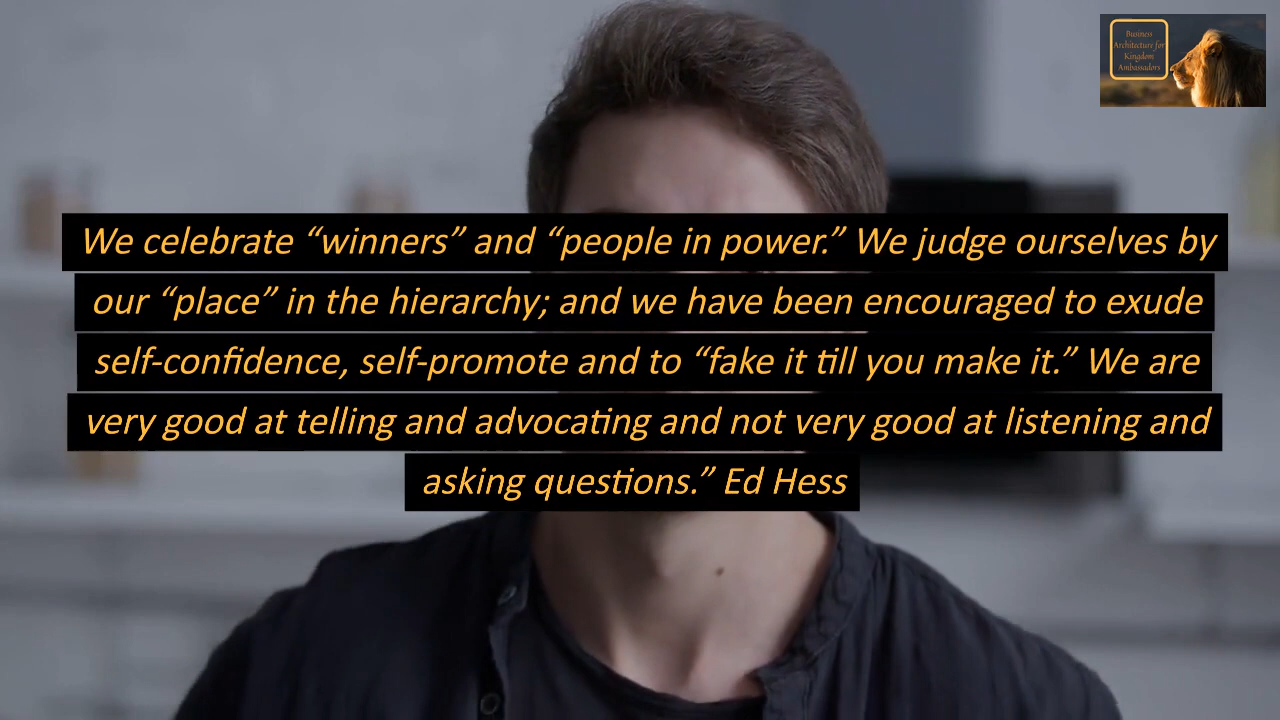 Business
Architecture for
Kingdom
Ambassadors
We celebrate “winners” and “people in power.” We judge ourselves by
our “place” in the hierarchy; and we have been encouraged to exude
self-confidence, self-promote and to “fake it till you make it.” We are
very good at telling and advocating and not very good at listening and
asking questions.” Ed Hess